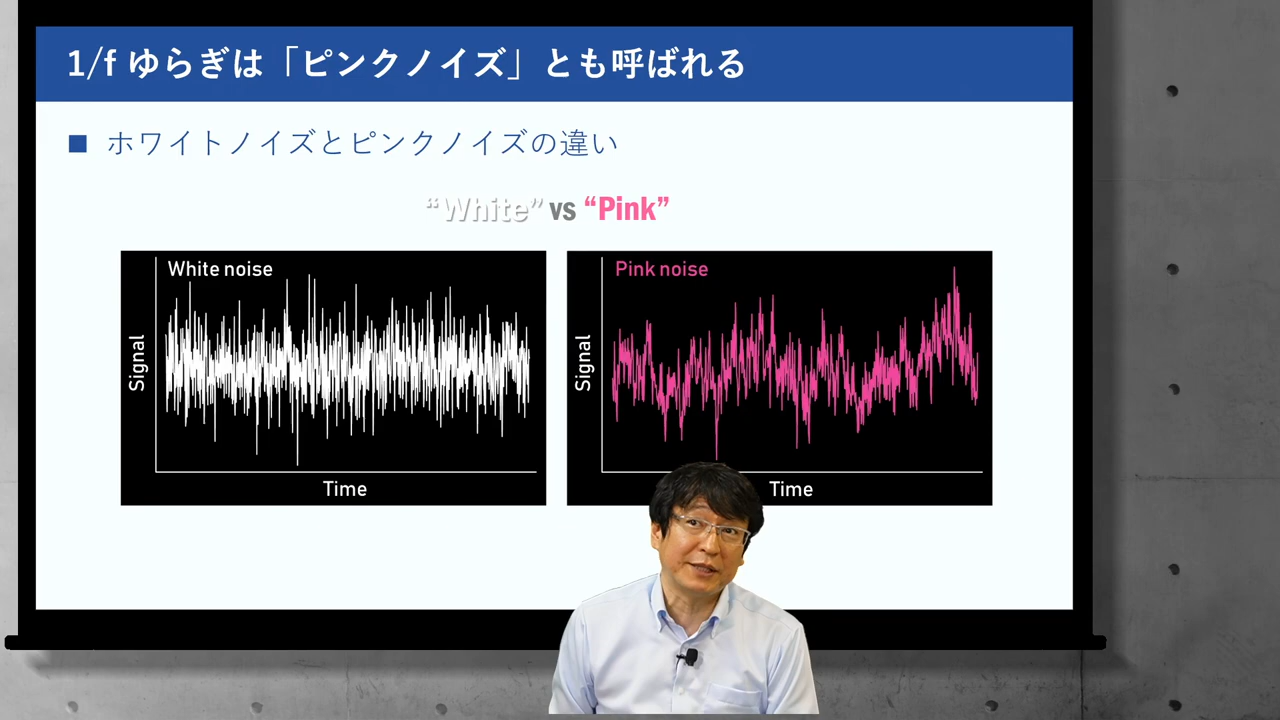 1/f ゆらぎは「ピンクノイズ」とも呼ばれる
■ ホワイトノイズとピンクノイズの違い
“White” vs “Pink”
White noise
Signal
Time
Pink noise
Signal
Time